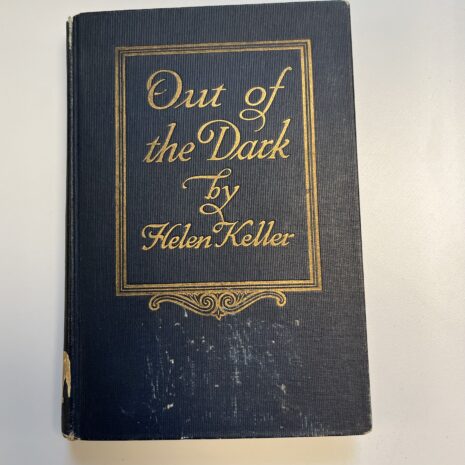 Out of
the Dark
by
Helen Keller